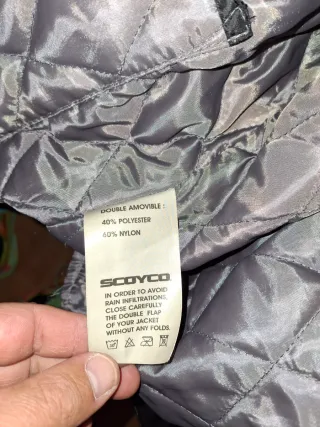 DOUBLE AMOVIBLE :
40% POLYESTER
60% NYLON
SCOYCO
IN ORDER TO AVOID
RAIN INFILTRATIONS,
CLOSE CAREFULLY
THE DOUBLE FLAP
OF YOUR JACKET
WITHOUT ANY FOLDS.